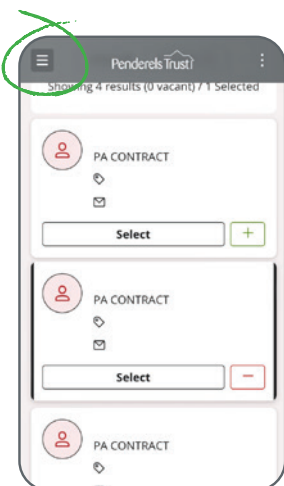 Penderels Trust
Showing 4 results (0 vacant) / 1 Selected
PA CONTRACT
Select
+
PA CONTRACT
Select
−
PA CONTRACT